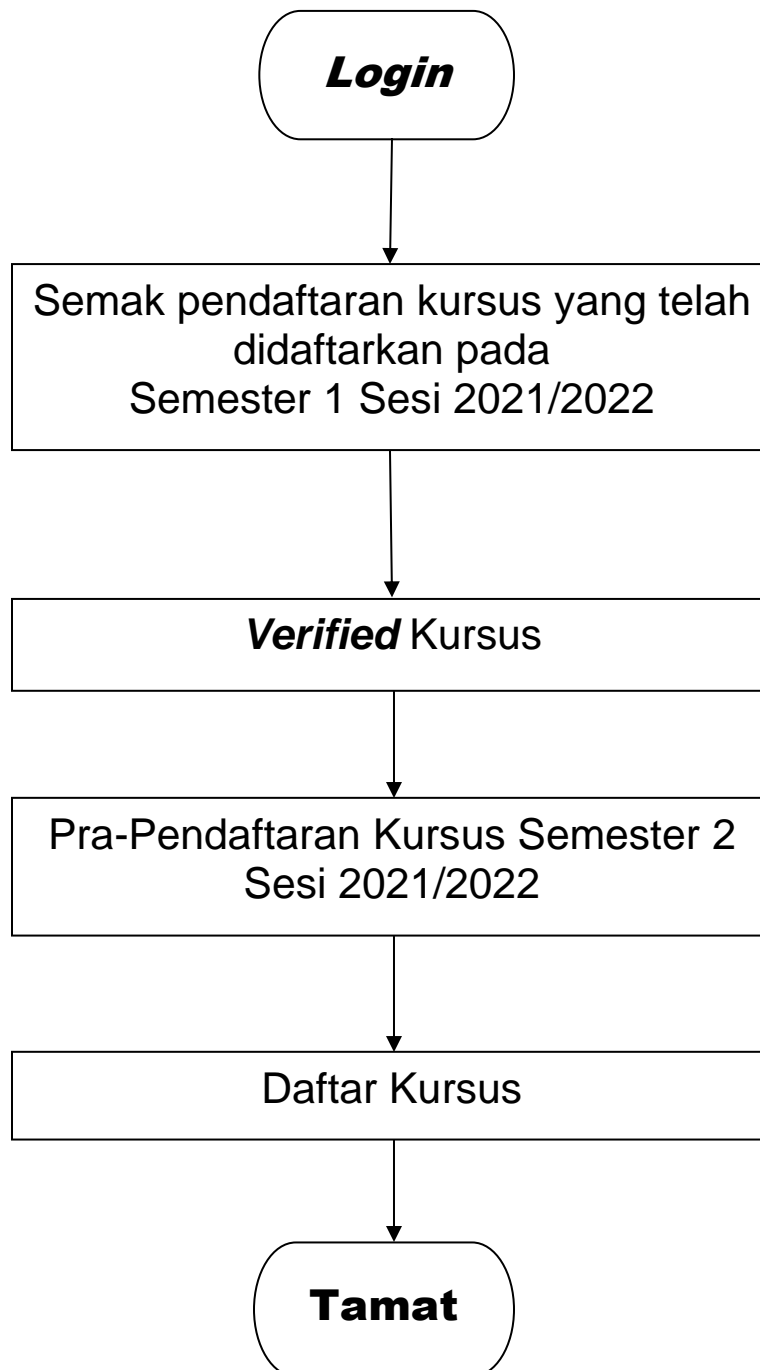 Login
Semak pendaftaran kursus yang telah
didaftarkan pada
Semester 1 Sesi 2021/2022
Verified Kursus
Pra-Pendaftaran Kursus Semester 2
Sesi 2021/2022
Daftar Kursus
Tamat